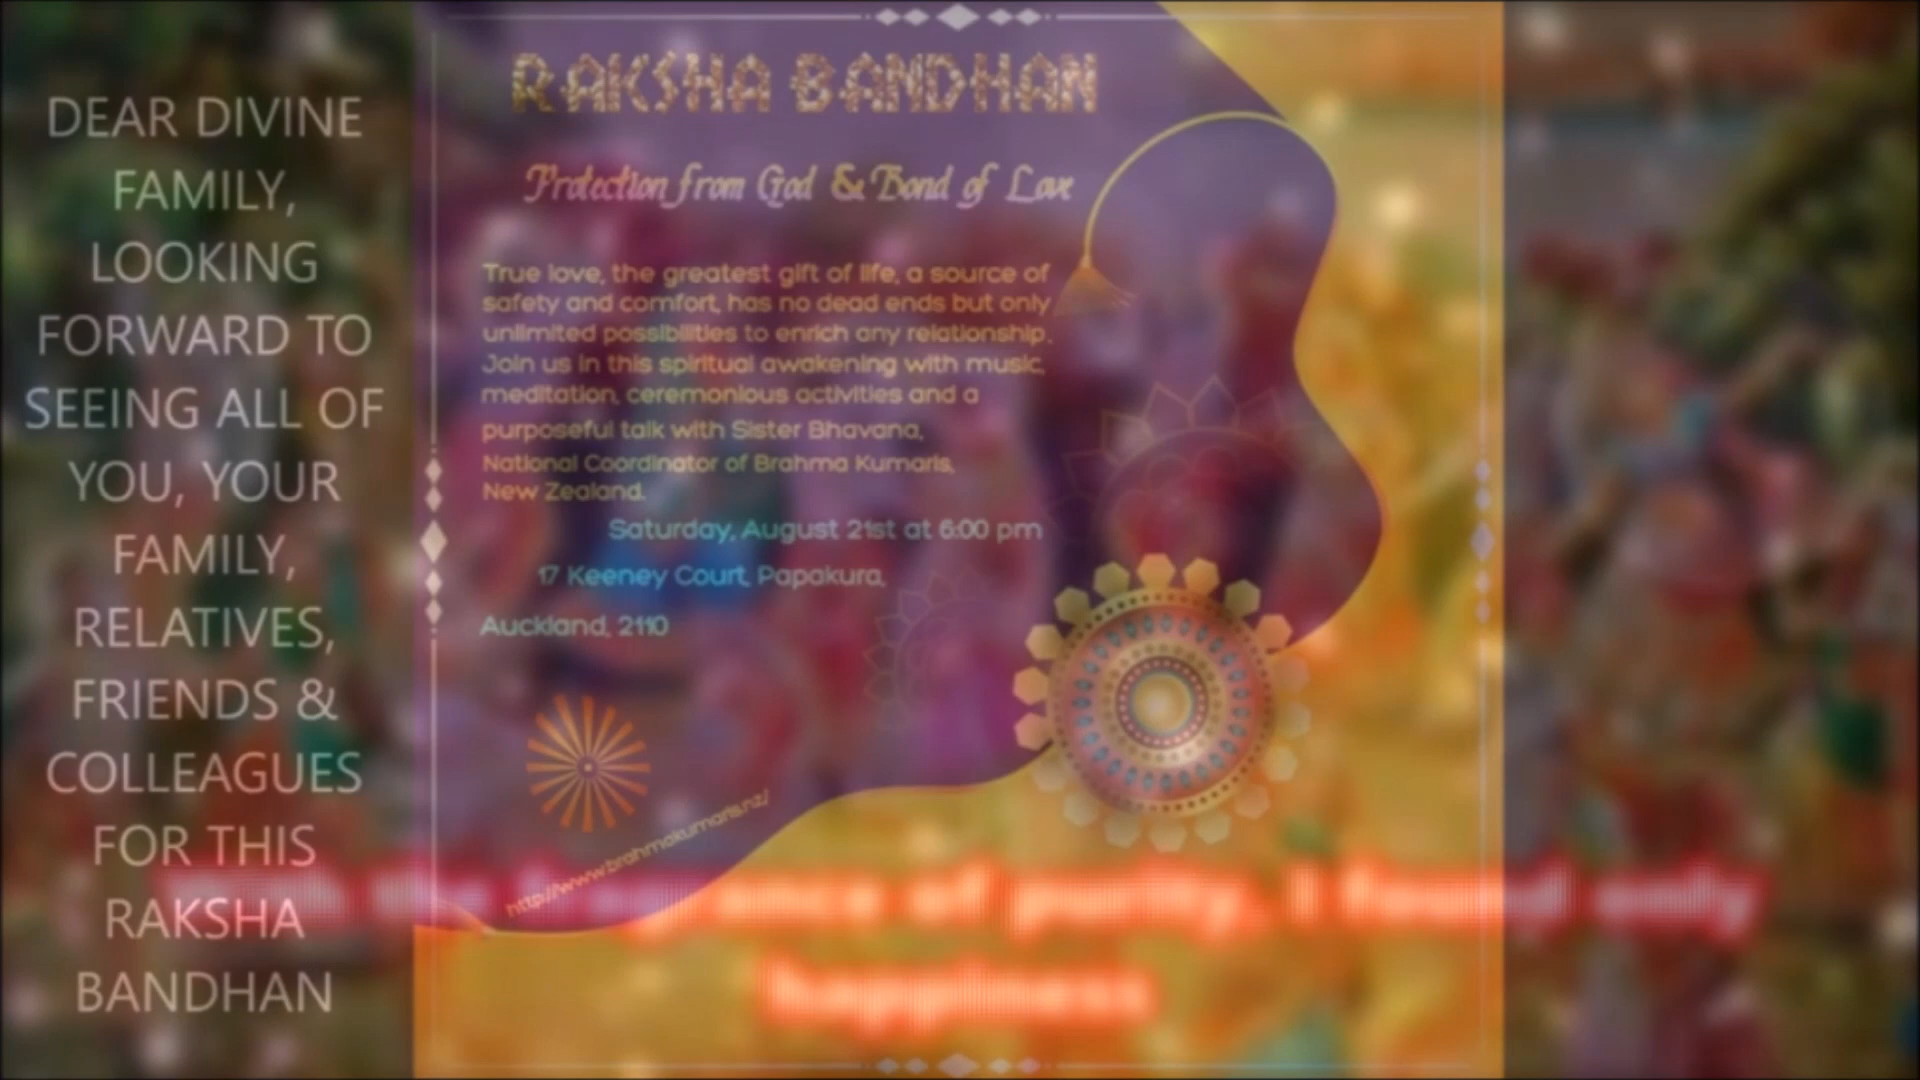 DEAR DIVINE
FAMILY,
LOOKING
FORWARD TO
SEEING ALL OF
YOU, YOUR
FAMILY,
RELATIVES,
FRIENDS &
COLLEAGUES
FOR THIS
RAKSHA
BANDHAN
RAKSHA BANDHAN
Protection from God & Bond of Love
True love, the greatest gift of life, a source of
safety and comfort, has no dead ends but only
unlimited possibilities to enrich any relationship.
Join us in this spiritual awakening with music,
meditation, ceremonious activities and a
purposeful talk with Sister Bhavana,
National Coordinator of Brahma Kumaris,
New Zealand.
Saturday, August 21st at 6:00 pm
17 Keeney Court, Papakura,
Auckland, 2110
http://www.brahmakumaris.nz/
of purity, I found only
happiness